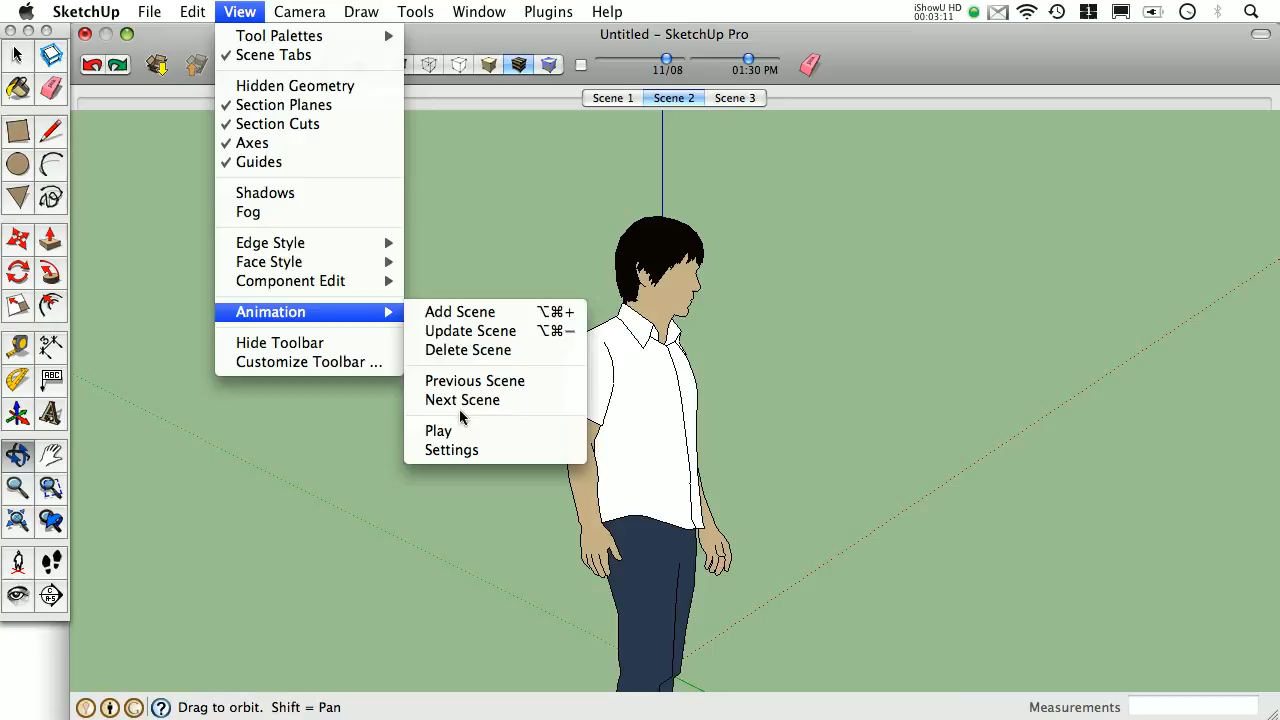 SketchUp File Edit View Camera Draw Tools Window Plugins Help
iShowU HD
00:03:11
Untitled - SketchUp Pro
11/08 01:30 PM
Scene 1 Scene 2 Scene 3
Tool Palettes
Scene Tabs
Hidden Geometry
Section Planes
Section Cuts
Axes
Guides
Shadows
Fog
Edge Style
Face Style
Component Edit
Animation
Hide Toolbar
Customize Toolbar ...
Add Scene ⌥⌘+
Update Scene ⌥⌘−
Delete Scene
Previous Scene
Next Scene
Play
Settings
ABC
Drag to orbit. Shift = Pan
Measurements